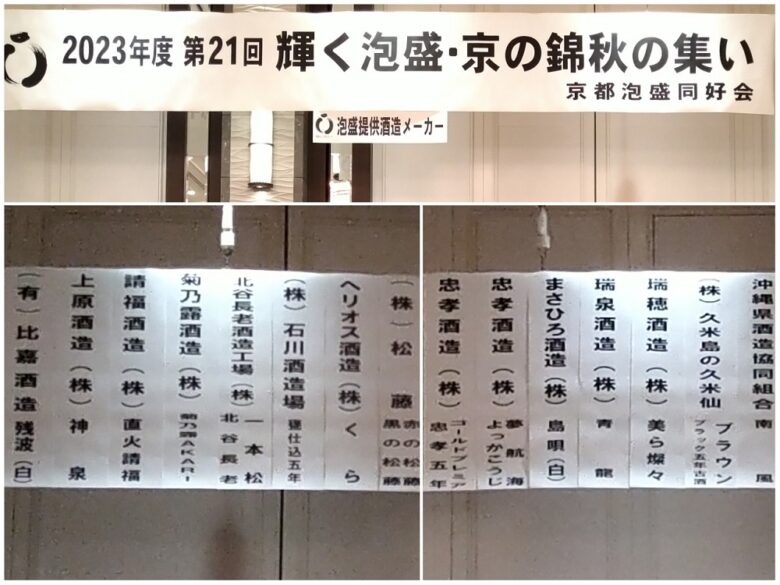 2023年度 第21回 輝く泡盛・京の錦秋の集い
京都泡盛同好会
泡盛提供酒造メーカー
沖縄県酒造協同組合 南風
(株)久米島の久米仙 ブラウン
ブラック五年古酒
瑞穂酒造(株) 美ら燦々
瑞泉酒造(株) 青龍
まさひろ酒造(株) 島唄(白)
忠孝酒造(株) 夢航海
よっかこうじ
忠孝酒造(株) ゴールドプレミア
忠孝五年
(株)松藤 赤の松藤
黒の松藤
ヘリオス酒造(株) くら
(株)石川酒造場 甕仕込五年
北谷長老酒造工場(株) 一本松
北谷長老
菊乃露酒造(株) 菊乃露AKARI
請福酒造(株) 直火請福
上原酒造(株) 神泉
(有)比嘉酒造 残波(白)